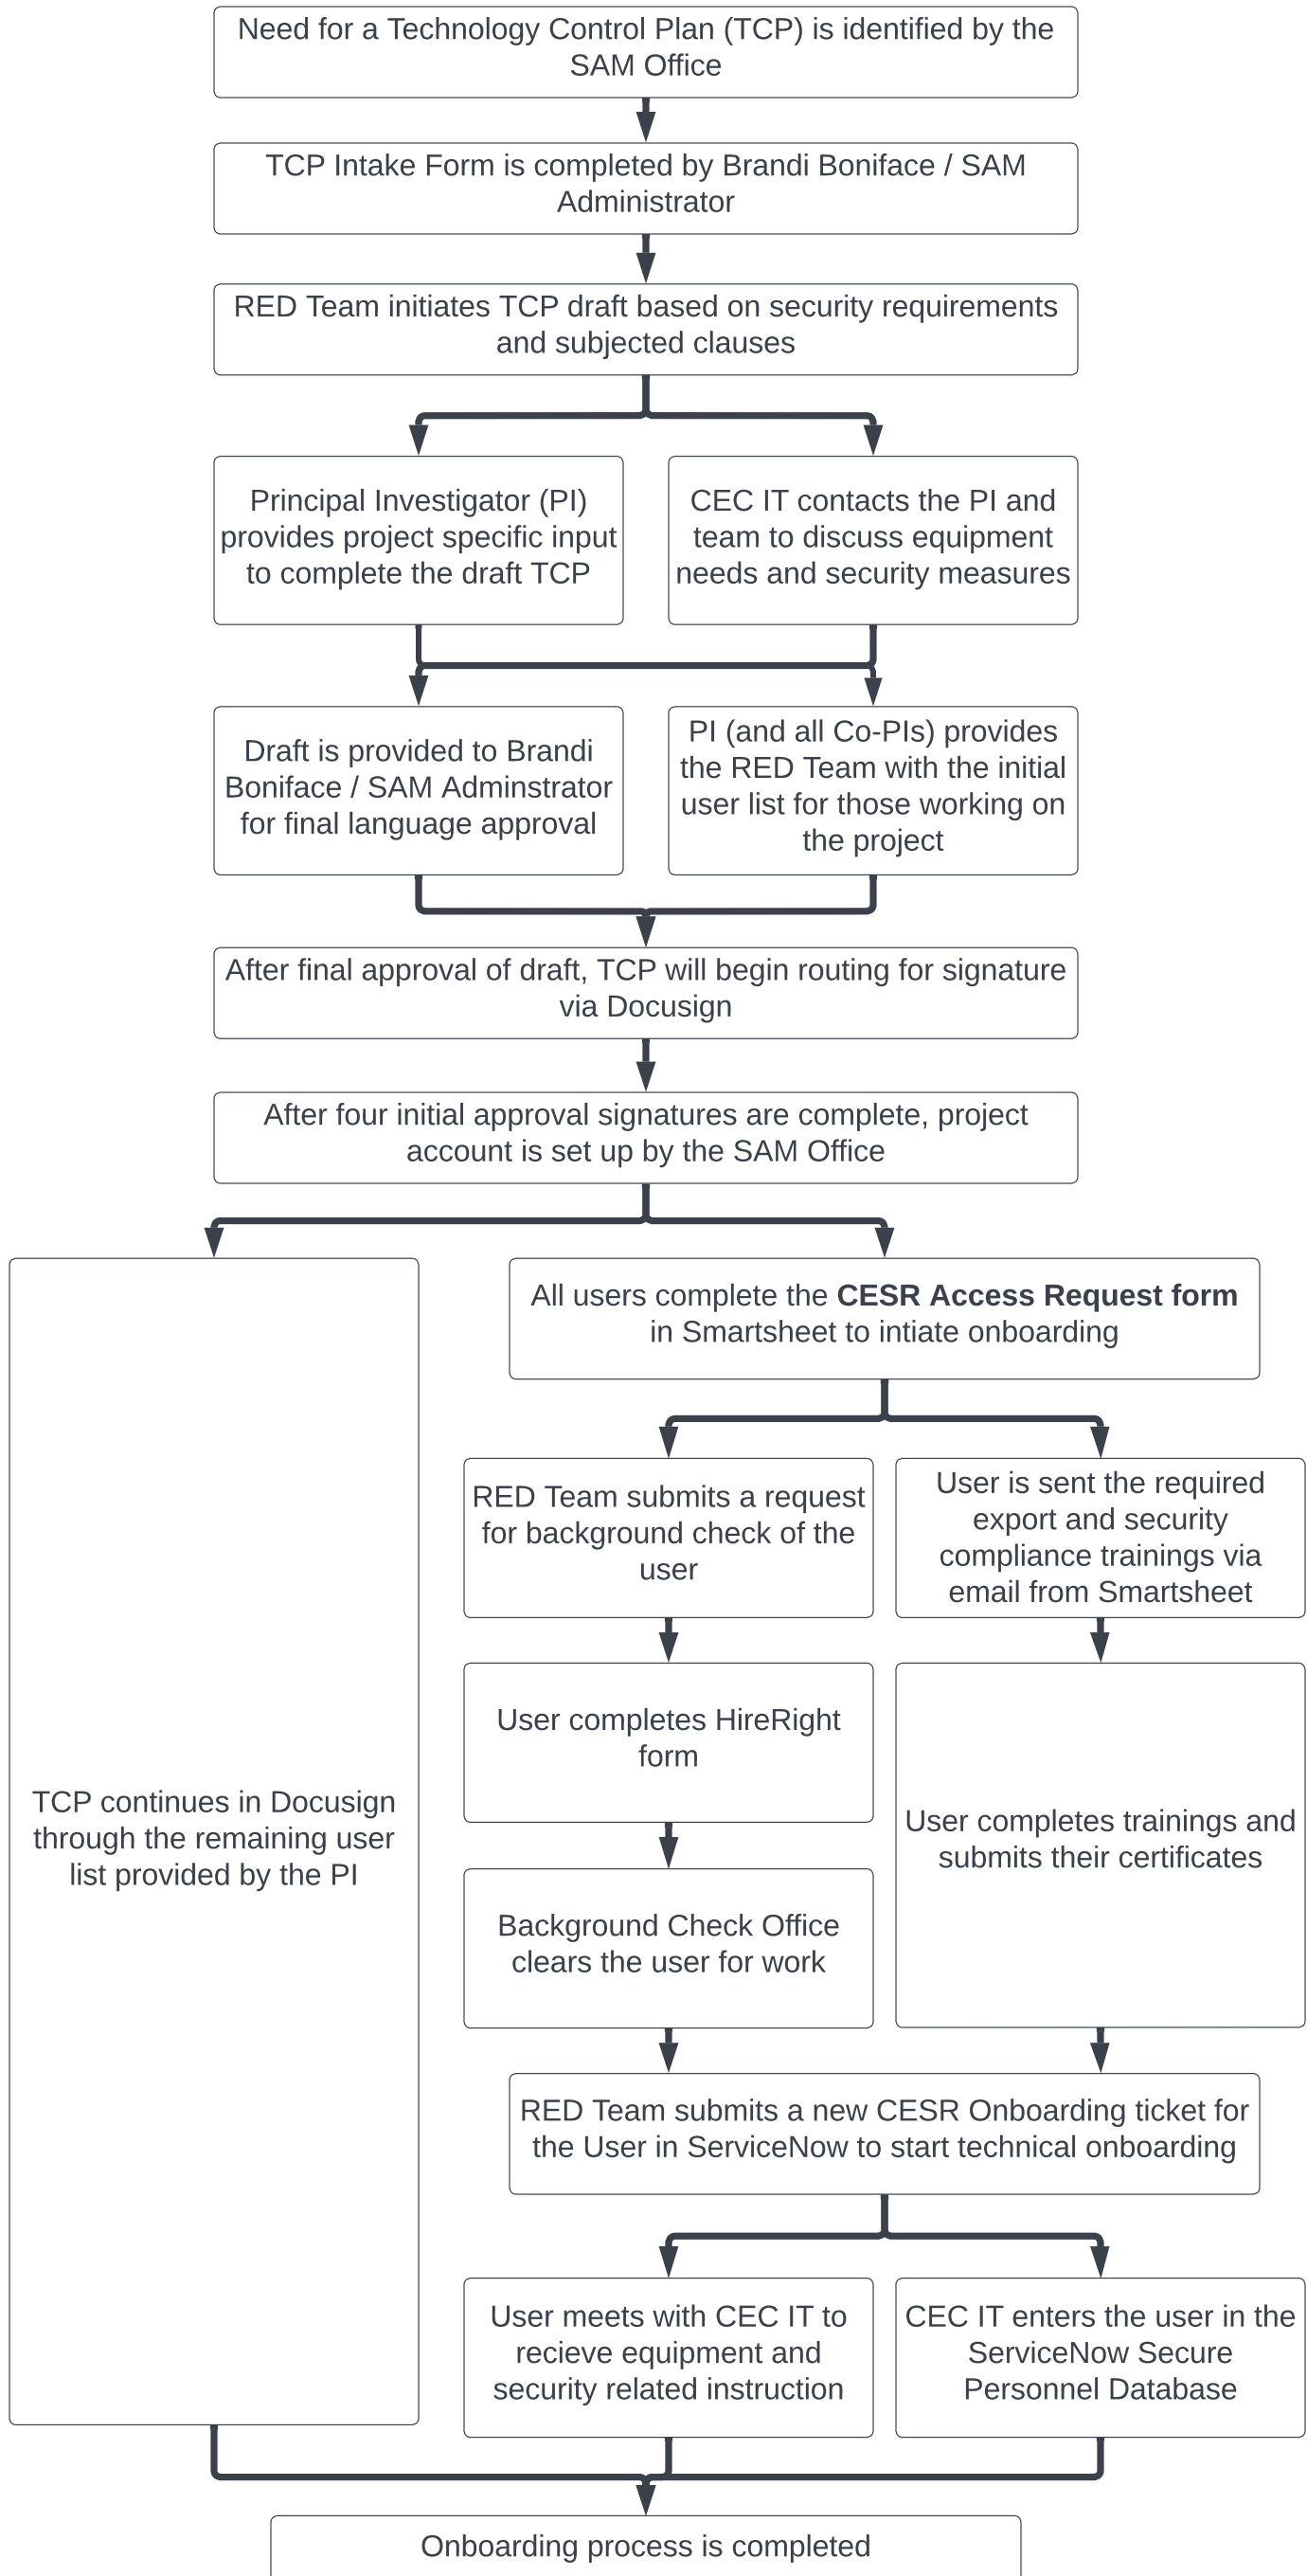 Need for a Technology Control Plan (TCP) is identified by the
SAM Office
TCP Intake Form is completed by Brandi Boniface / SAM
Administrator
RED Team initiates TCP draft based on security requirements
and subjected clauses
Principal Investigator (PI)
provides project specific input
to complete the draft TCP
CEC IT contacts the PI and
team to discuss equipment
needs and security measures
Draft is provided to Brandi
Boniface / SAM Adminstrator
for final language approval
PI (and all Co-PIs) provides
the RED Team with the initial
user list for those working on
the project
After final approval of draft, TCP will begin routing for signature
via Docusign
After four initial approval signatures are complete, project
account is set up by the SAM Office
TCP continues in Docusign
through the remaining user
list provided by the PI
All users complete the CESR Access Request form
in Smartsheet to intiate onboarding
RED Team submits a request
for background check of the
user
User is sent the required
export and security
compliance trainings via
email from Smartsheet
User completes HireRight
form
User completes trainings and
submits their certificates
Background Check Office
clears the user for work
RED Team submits a new CESR Onboarding ticket for
the User in ServiceNow to start technical onboarding
User meets with CEC IT to
recieve equipment and
security related instruction
CEC IT enters the user in the
ServiceNow Secure
Personnel Database
Onboarding process is completed